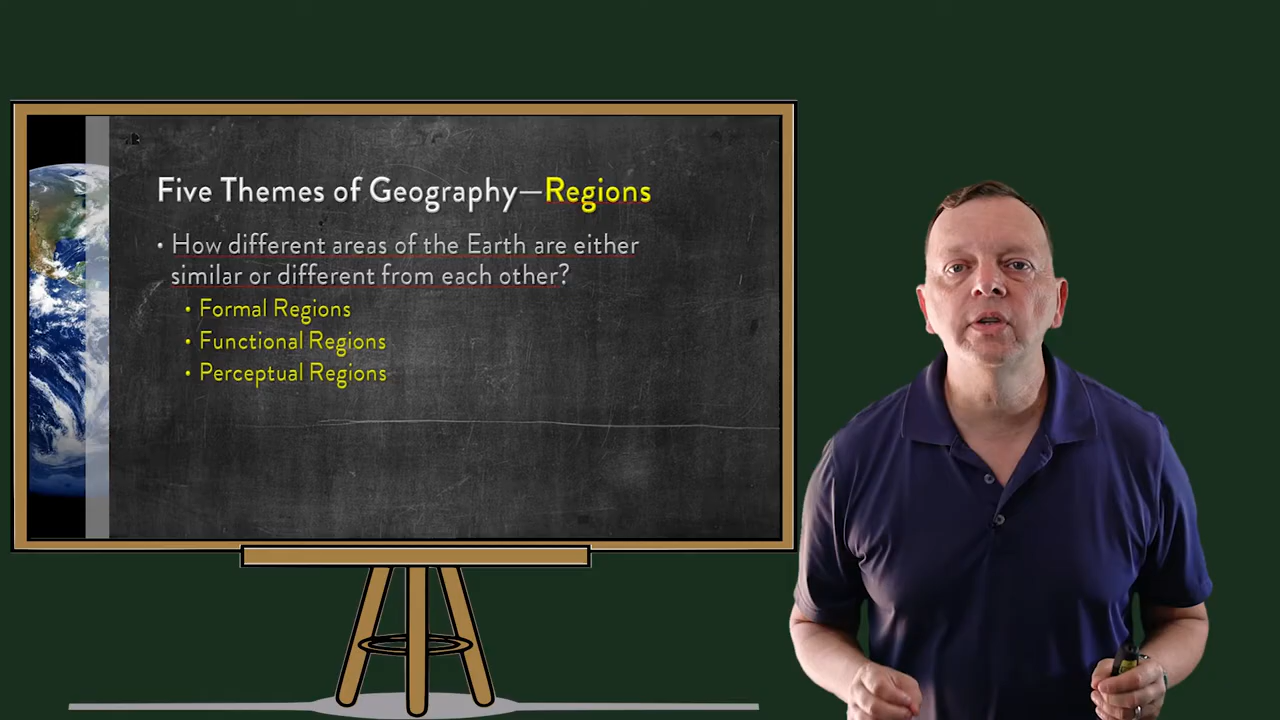 Five Themes of Geography—Regions
• How different areas of the Earth are either
similar or different from each other?
• Formal Regions
• Functional Regions
• Perceptual Regions